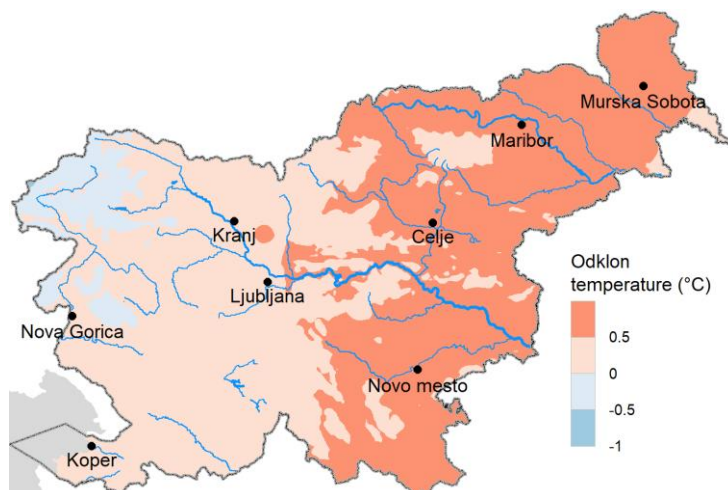 Murska Sobota
Maribor
Kranj
Celje
Ljubljana
Nova Gorica
Novo mesto
Koper
Odklon
temperature (°C)
0.5
0
-0.5
-1